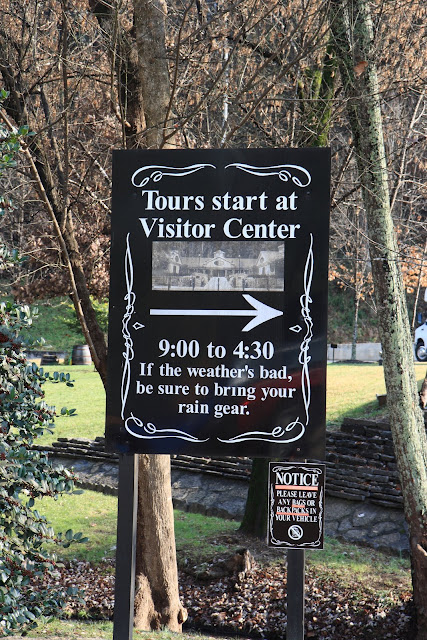 Tours start at
Visitor Center
9:00 to 4:30
If the weather's bad,
be sure to bring your
rain gear.
NOTICE
PLEASE LEAVE
ANY BAGS OR
BACKPACKS IN
YOUR VEHICLE